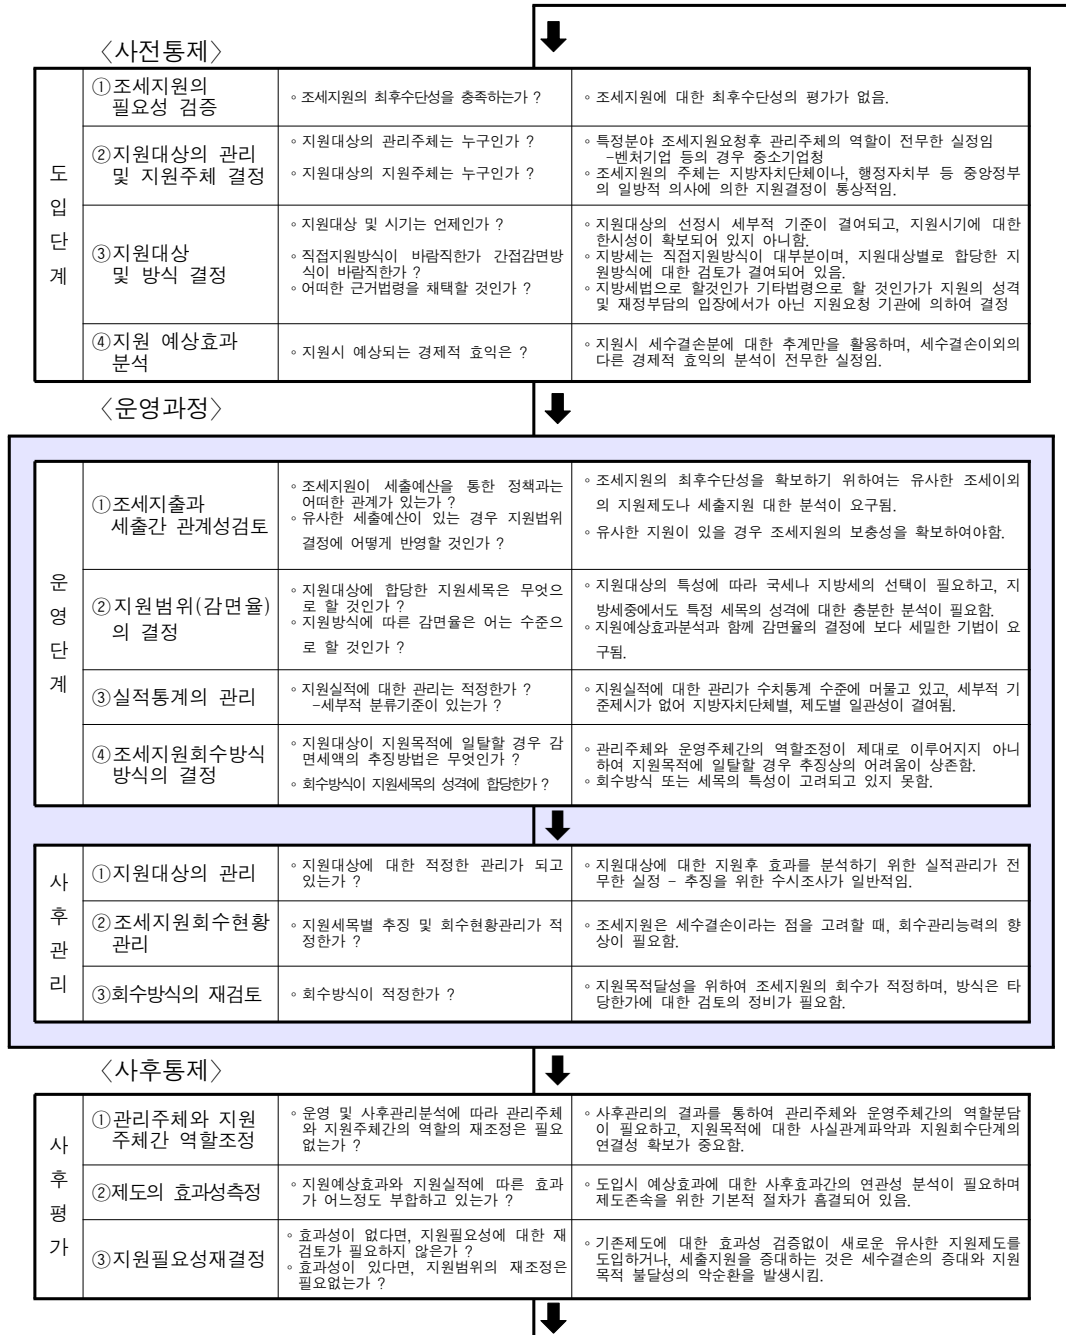 〈사전통제〉
도입단계
①조세지원의
필요성 검증
◦조세지원의 최후수단성을 충족하는가 ?
◦조세지원에 대한 최후수단성의 평가가 없음.
②지원대상의 관리
및 지원주체 결정
◦지원대상의 관리주체는 누구인가 ?
◦지원대상의 지원주체는 누구인가 ?
◦특정분야 조세지원요청후 관리주체의 역할이 전무한 실정임
-벤처기업 등의 경우 중소기업청
◦조세지원의 주체는 지방자치단체이나, 행정자치부 등 중앙정부
의 일방적 의사에 의한 지원결정이 통상적임.
③지원대상
및 방식 결정
◦지원대상 및 시기는 언제인가 ?
◦직접지원방식이 바람직한가 간접감면방
식이 바람직한가 ?
◦어떠한 근거법령을 채택할 것인가 ?
◦지원대상의 선정시 세부적 기준이 결여되고, 지원시기에 대한
한시성이 확보되어 있지 아니함.
◦지방세는 직접지원방식이 대부분이며, 지원대상별로 합당한 지
원방식에 대한 검토가 결여되어 있음.
◦지방세법으로 할것인가 기타법령으로 할 것인가가 지원의 성격
및 재정부담의 입장에서가 아닌 지원요청 기관에 의하여 결정
④지원 예상효과
분석
◦지원시 예상되는 경제적 효익은 ?
◦지원시 세수결손분에 대한 추계만을 활용하며, 세수결손이외의
다른 경제적 효익의 분석이 전무한 실정임.
〈운영과정〉
운영단계
①조세지출과
세출간 관계성검토
◦조세지원이 세출예산을 통한 정책과는
어떠한 관계가 있는가 ?
◦유사한 세출예산이 있는 경우 지원범위
결정에 어떻게 반영할 것인가 ?
◦조세지원의 최후수단성을 확보하기 위하여는 유사한 조세이외
의 지원제도나 세출지원 대한 분석이 요구됨.
◦유사한 지원이 있을 경우 조세지원의 보충성을 확보하여야함.
②지원범위(감면율)
의 결정
◦지원대상에 합당한 지원세목은 무엇으
로 할 것인가 ?
◦지원방식에 따른 감면율은 어는 수준으
로 할 것인가 ?
◦지원대상의 특성에 따라 국세나 지방세의 선택이 필요하고, 지
방세중에서도 특정 세목의 성격에 대한 충분한 분석이 필요함.
◦지원예상효과분석과 함께 감면율의 결정에 보다 세밀한 기법이 요
구됨.
③실적통계의 관리
◦지원실적에 대한 관리는 적정한가 ?
-세부적 분류기준이 있는가 ?
◦지원실적에 대한 관리가 수치통계 수준에 머물고 있고, 세부적 기
준제시가 없어 지방자치단체별, 제도별 일관성이 결여됨.
④조세지원회수방식
방식의 결정
◦지원대상이 지원목적에 일탈할 경우 감
면세액의 추징방법은 무엇인가 ?
◦회수방식이 지원세목의 성격에 합당한가 ?
◦관리주체와 운영주체간의 역할조정이 제대로 이루어지지 아니
하여 지원목적에 일탈할 경우 추징상의 어려움이 상존함.
◦회수방식 또는 세목의 특성이 고려되고 있지 못함.
사후관리
①지원대상의 관리
◦지원대상에 대한 적정한 관리가 되고
있는가 ?
◦지원대상에 대한 지원후 효과를 분석하기 위한 실적관리가 전
무한 실정 - 추징을 위한 수시조사가 일반적임.
②조세지원회수현황
관리
◦지원세목별 추징 및 회수현황관리가 적
정한가 ?
◦조세지원은 세수결손이라는 점을 고려할 때, 회수관리능력의 향
상이 필요함.
③회수방식의 재검토
◦회수방식이 적정한가 ?
◦지원목적달성을 위하여 조세지원의 회수가 적정하며, 방식은 타
당한가에 대한 검토의 정비가 필요함.
〈사후통제〉
사후평가
①관리주체와 지원
주체간 역할조정
◦운영 및 사후관리분석에 따라 관리주체
와 지원주체간의 역할의 재조정은 필요
없는가 ?
◦사후관리의 결과를 통하여 관리주체와 운영주체간의 역할분담
이 필요하고, 지원목적에 대한 사실관계파악과 지원회수단계의
연결성 확보가 중요함.
②제도의 효과성측정
◦지원예상효과와 지원실적에 따른 효과
가 어느정도 부합하고 있는가 ?
◦도입시 예상효과에 대한 사후효과간의 연관성 분석이 필요하며
제도존속을 위한 기본적 절차가 흠결되어 있음.
③지원필요성재결정
◦효과성이 없다면, 지원필요성에 대한 재
검토가 필요하지 않은가 ?
◦효과성이 있다면, 지원범위의 재조정은
필요없는가 ?
◦기존제도에 대한 효과성 검증없이 새로운 유사한 지원제도를
도입하거나, 세출지원을 증대하는 것은 세수결손의 증대와 지원
목적 불달성의 악순환을 발생시킴.